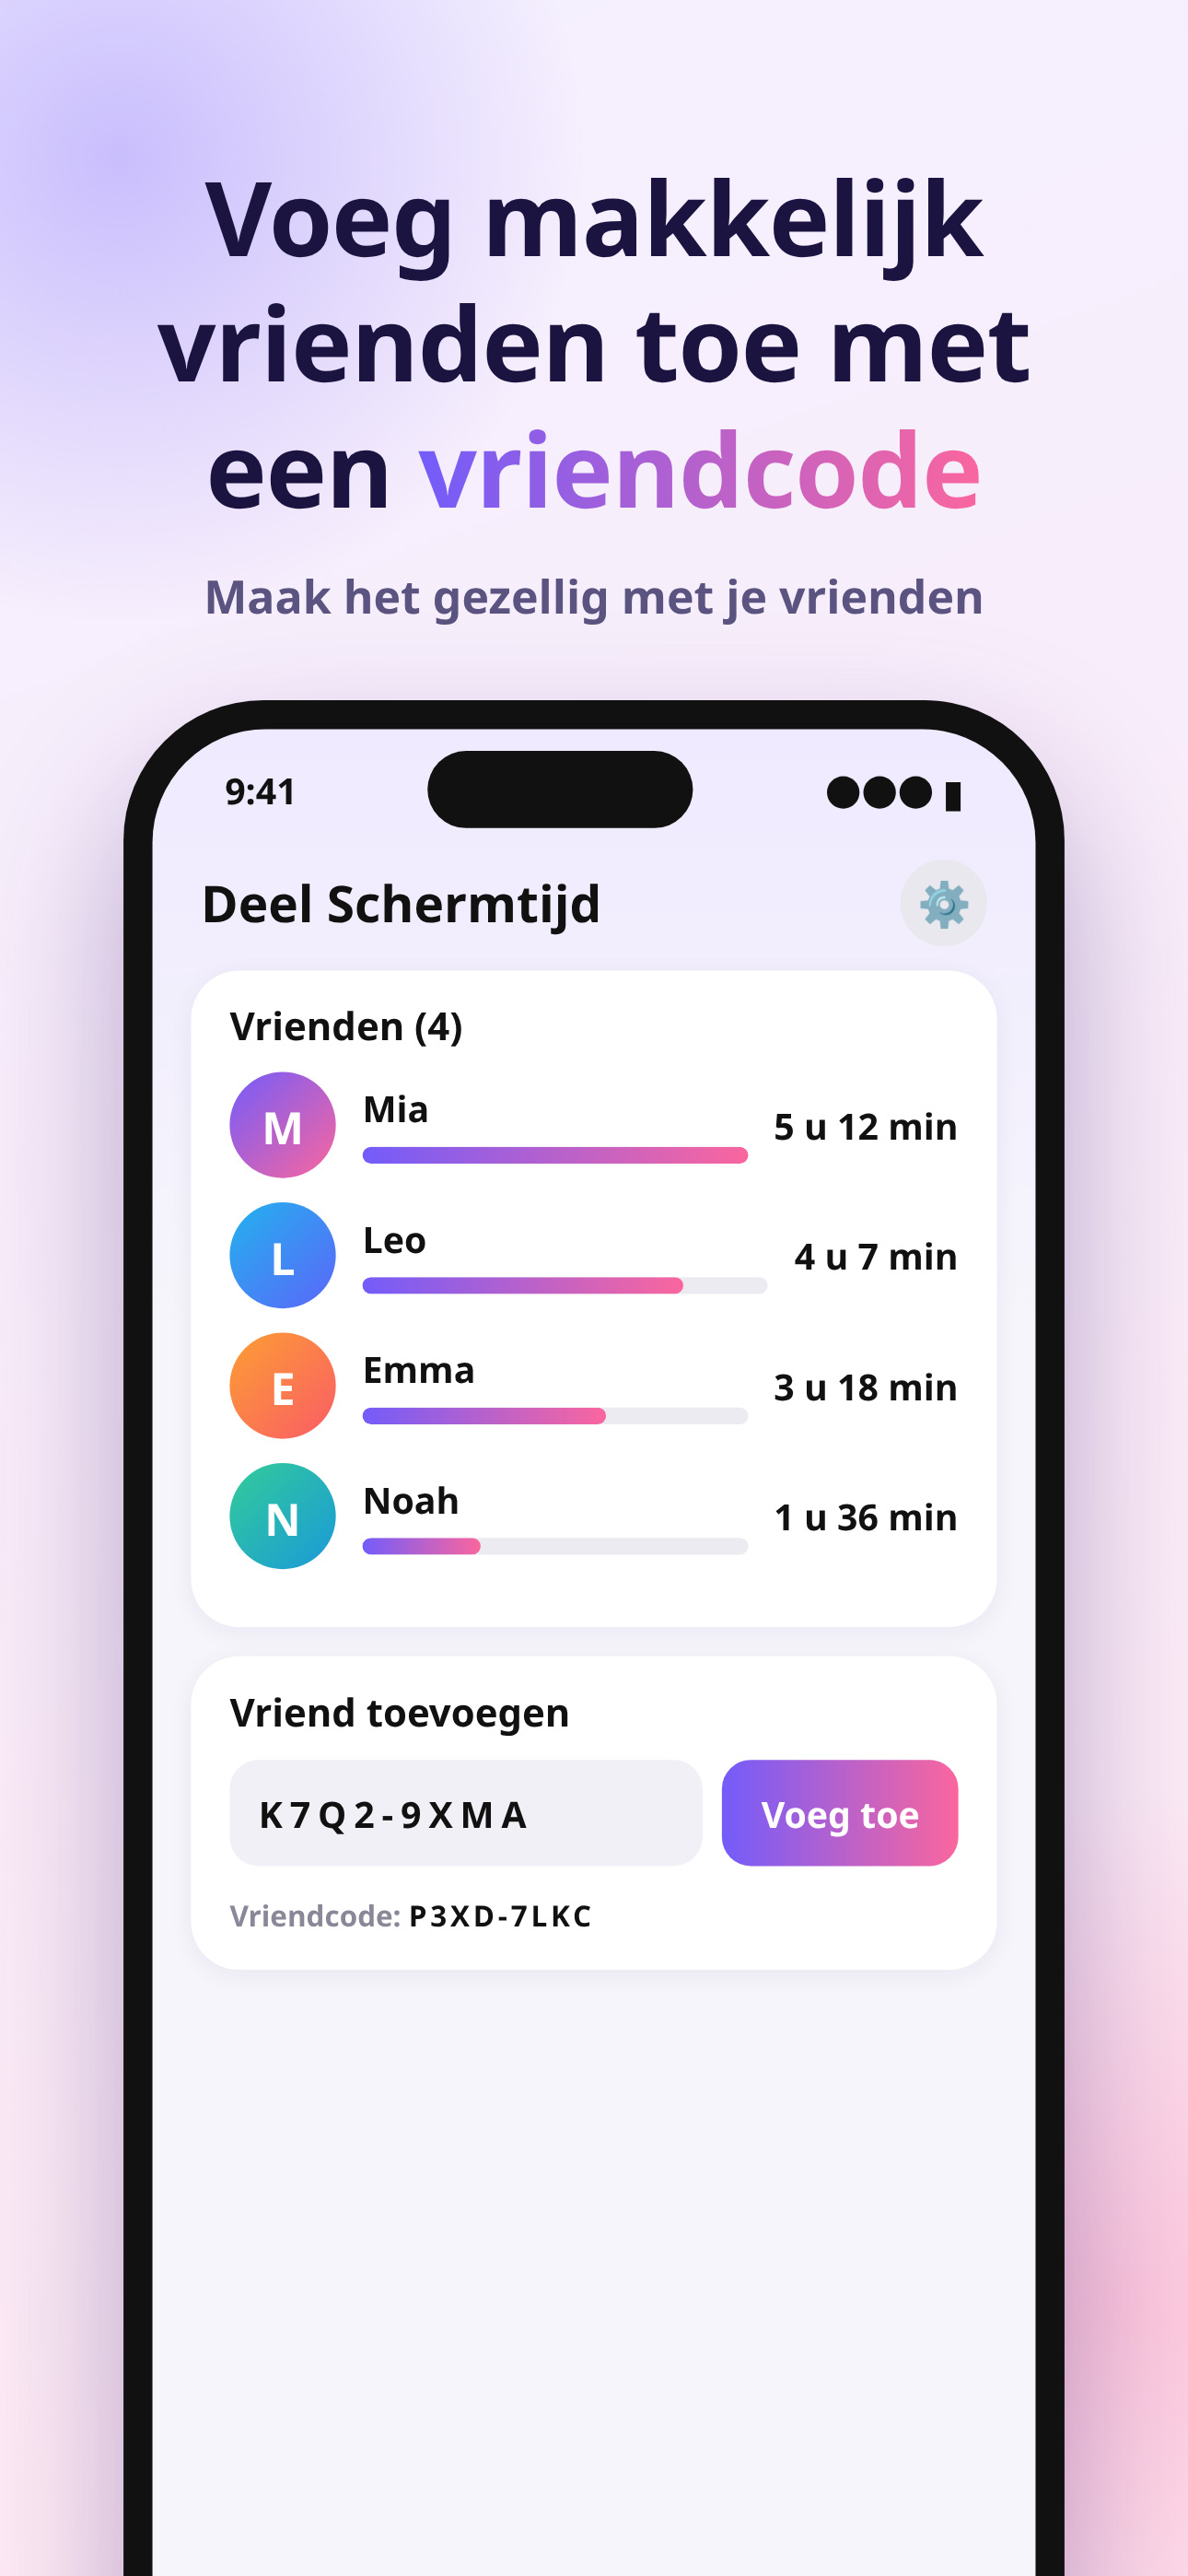 Voeg makkelijk
vrienden toe met
een vriendcode
Maak het gezellig met je vrienden
9:41
Deel Schermtijd
Vrienden (4)
M
Mia
5 u 12 min
L
Leo
4 u 7 min
E
Emma
3 u 18 min
N
Noah
1 u 36 min
Vriend toevoegen
K7Q2-9XMA
Voeg toe
Vriendcode: P3XD-7LKC